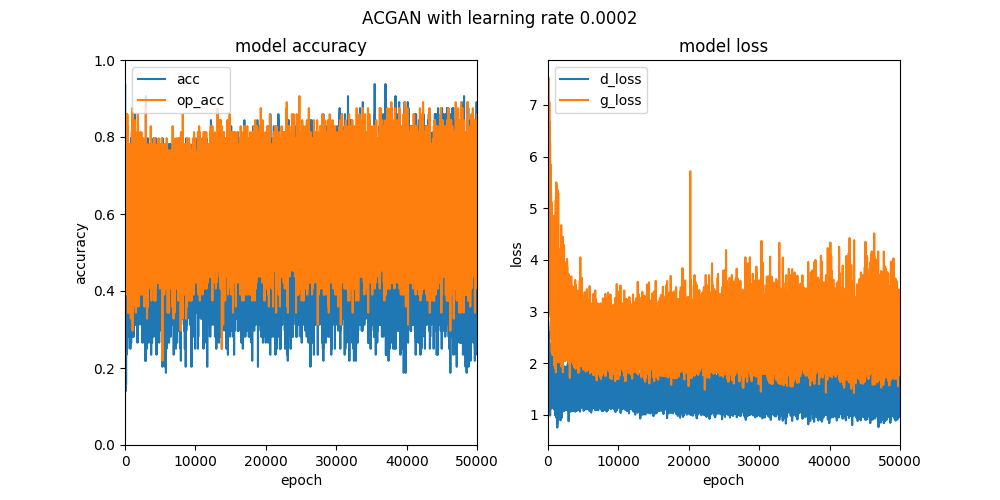 ACGAN with learning rate 0.0002
model accuracy
acc
op_acc
accuracy
1.0
0.8
0.6
0.4
0.2
0.0
0 10000 20000 30000 40000 50000
epoch
model loss
d_loss
g_loss
loss
7
6
5
4
3
2
1
0 10000 20000 30000 40000 50000
epoch